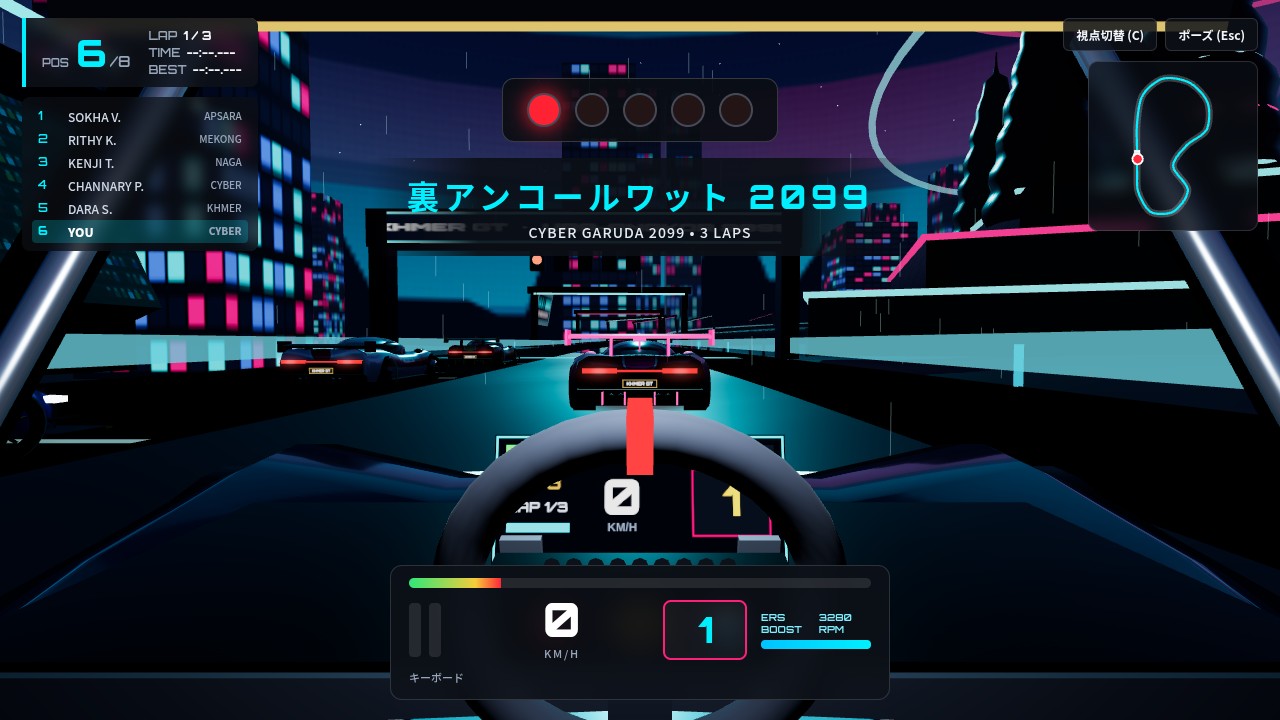 POS 6/8
LAP 1/3
TIME --:--.---
BEST --:--.---
1 SOKHA V. APSARA
2 RITHY K. MEKONG
3 KENJI T. NAGA
4 CHANNARY P. CYBER
5 DARA S. KHMER
6 YOU CYBER
視点切替 (C)
ポーズ (Esc)
裏アンコールワット 2099
CYBER GARUDA 2099 • 3 LAPS
KHMER GT
KHMER GT
KHMER GT
AP 1/3
0
KM/H
1
0
KM/H
1
ERS BOOST
3280 RPM
キーボード